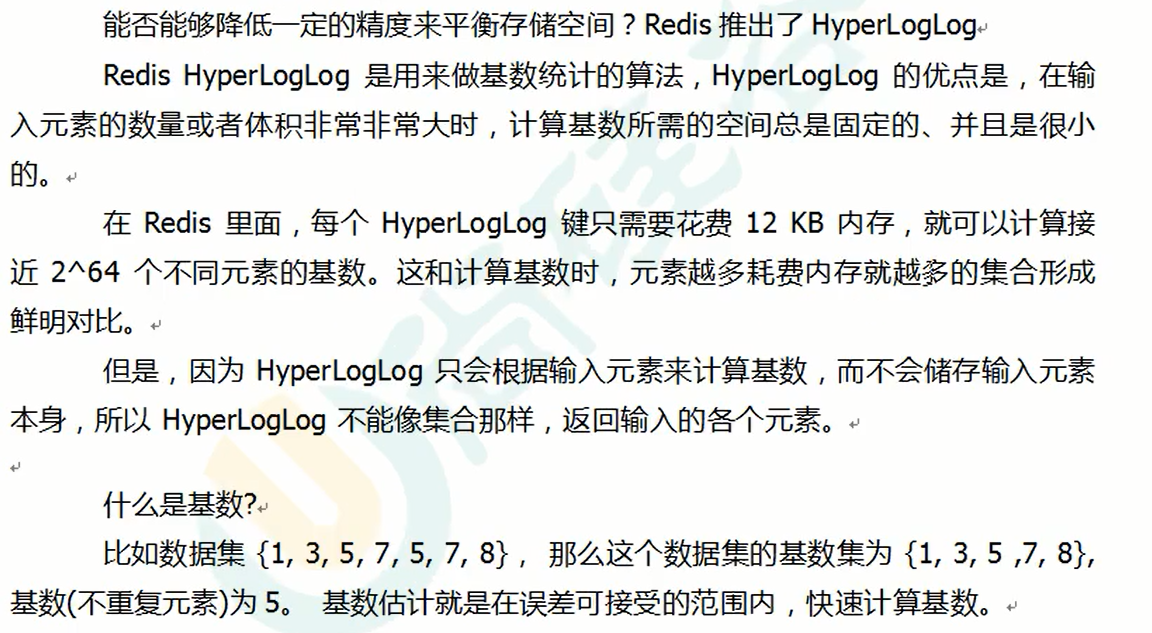 能否能够降低一定的精度来平衡存储空间？Redis 推出了 HyperLogLog
Redis HyperLogLog 是用来做基数统计的算法，HyperLogLog 的优点是，在输
入元素的数量或者体积非常非常大时，计算基数所需的空间总是固定的、并且是很小
的。
在 Redis 里面，每个 HyperLogLog 键只需要花费 12 KB 内存，就可以计算接
近 2^64 个不同元素的基数。这和计算基数时，元素越多耗费内存就越多的集合形成
鲜明对比。
但是，因为 HyperLogLog 只会根据输入元素来计算基数，而不会储存输入元素
本身，所以 HyperLogLog 不能像集合那样，返回输入的各个元素。
什么是基数?
比如数据集 {1, 3, 5, 7, 5, 7, 8}， 那么这个数据集的基数集为 {1, 3, 5 ,7, 8},
基数(不重复元素)为 5。 基数估计就是在误差可接受的范围内，快速计算基数。
尚硅谷